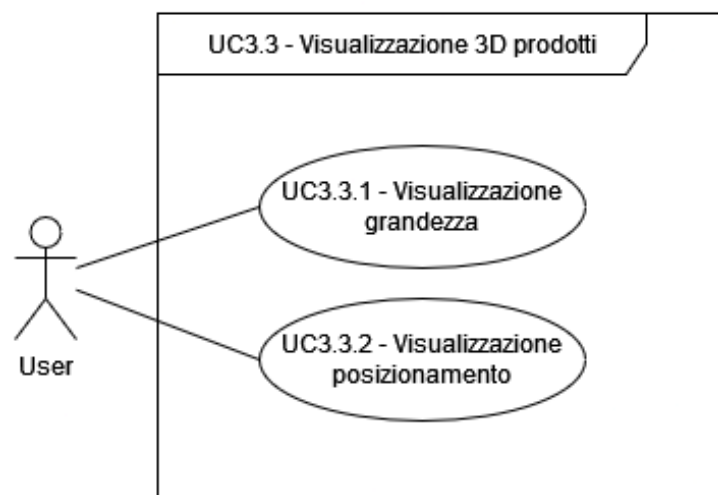 UC3.3 - Visualizzazione 3D prodotti
UC3.3.1 - Visualizzazione
grandezza
UC3.3.2 - Visualizzazione
posizionamento
User